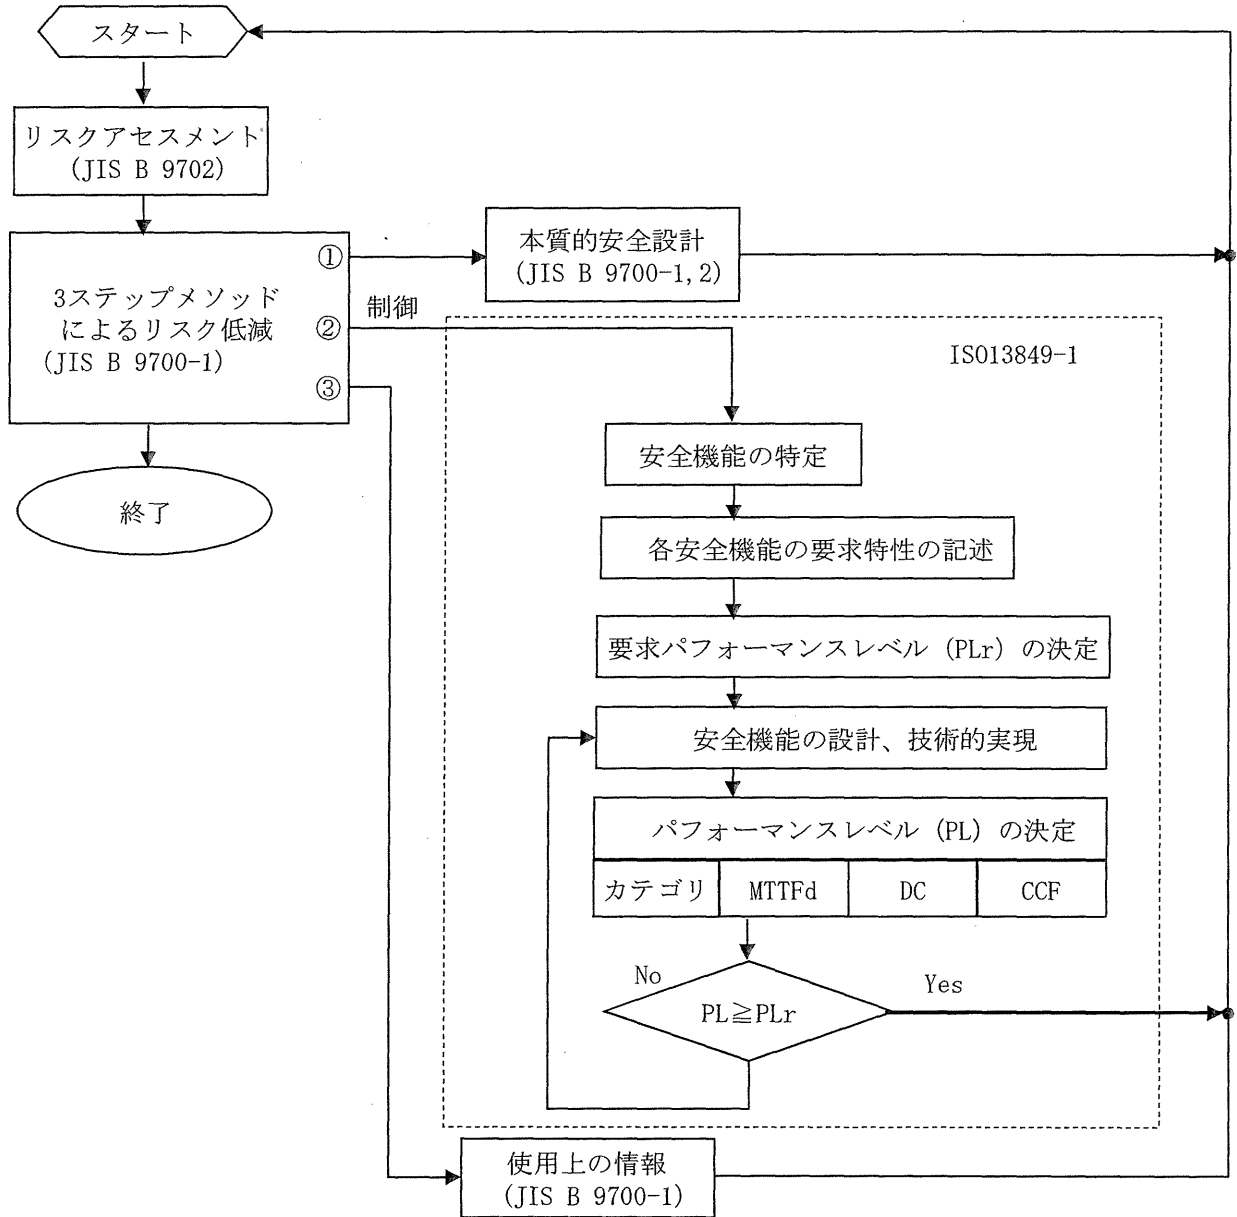 スタート
リスクアセスメント
(JIS B 9702)
3ステップメソッド
によるリスク低減
(JIS B 9700-1)
①
②
③
終了
本質的安全設計
(JIS B 9700-1,2)
制御
ISO13849-1
安全機能の特定
各安全機能の要求特性の記述
要求パフォーマンスレベル (PLr) の決定
安全機能の設計、技術的実現
パフォーマンスレベル (PL) の決定
カテゴリ MTTFd DC CCF
No
PL≧PLr
Yes
使用上の情報
(JIS B 9700-1)